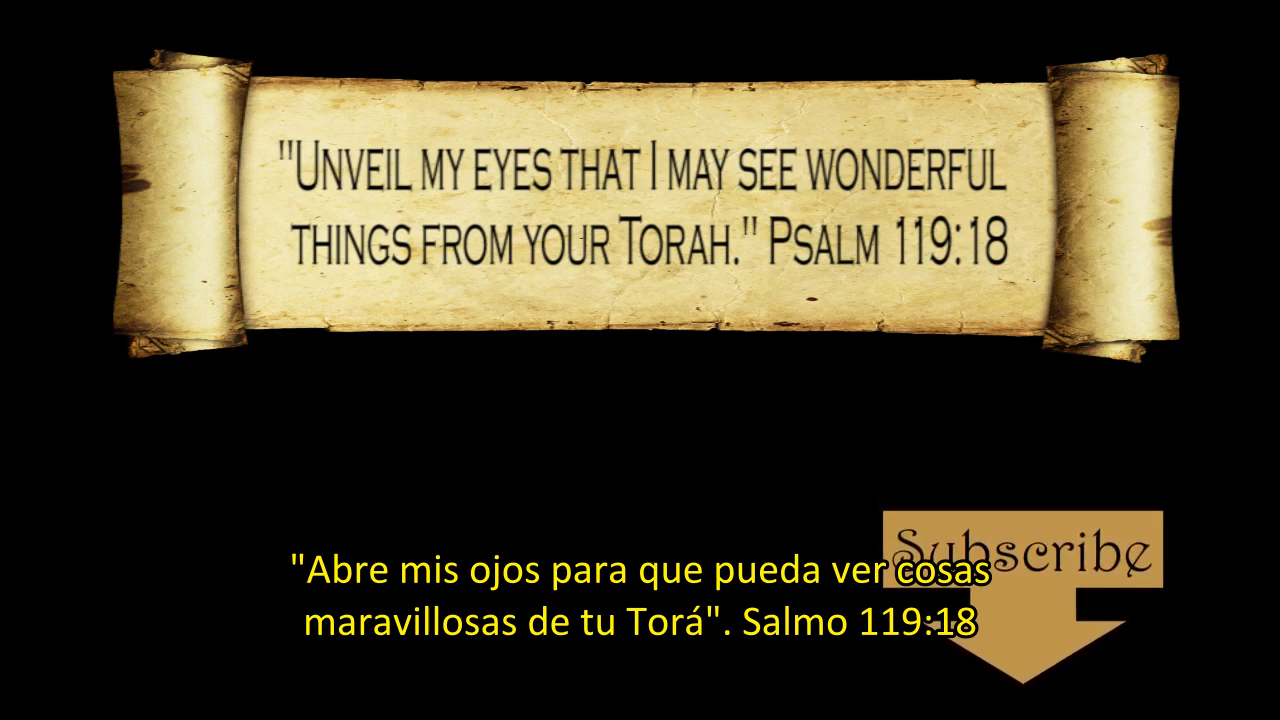 "Unveil my eyes that I may see wonderful
things from your Torah." Psalm 119:18
Subscribe
"Abre mis ojos para que pueda ver cosas
maravillosas de tu Torá". Salmo 119:18